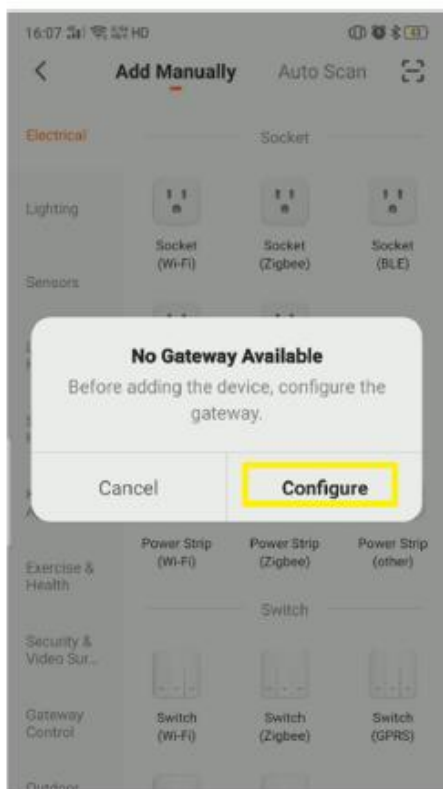 16:07 HD
Add Manually Auto Scan
Electrical
Socket
Lighting
Socket Socket Socket
(Wi-Fi) (Zigbee) (BLE)
Sensors
No Gateway Available
Before adding the device, configure the
gateway.
Cancel Configure
Power Strip Power Strip Power Strip
(Wi-Fi) (Zigbee) (other)
Exercise &
Health
Switch
Security &
Video Sur...
Gateway
Control
Switch Switch Switch
(Wi-Fi) (Zigbee) (GPRS)
Outdoor